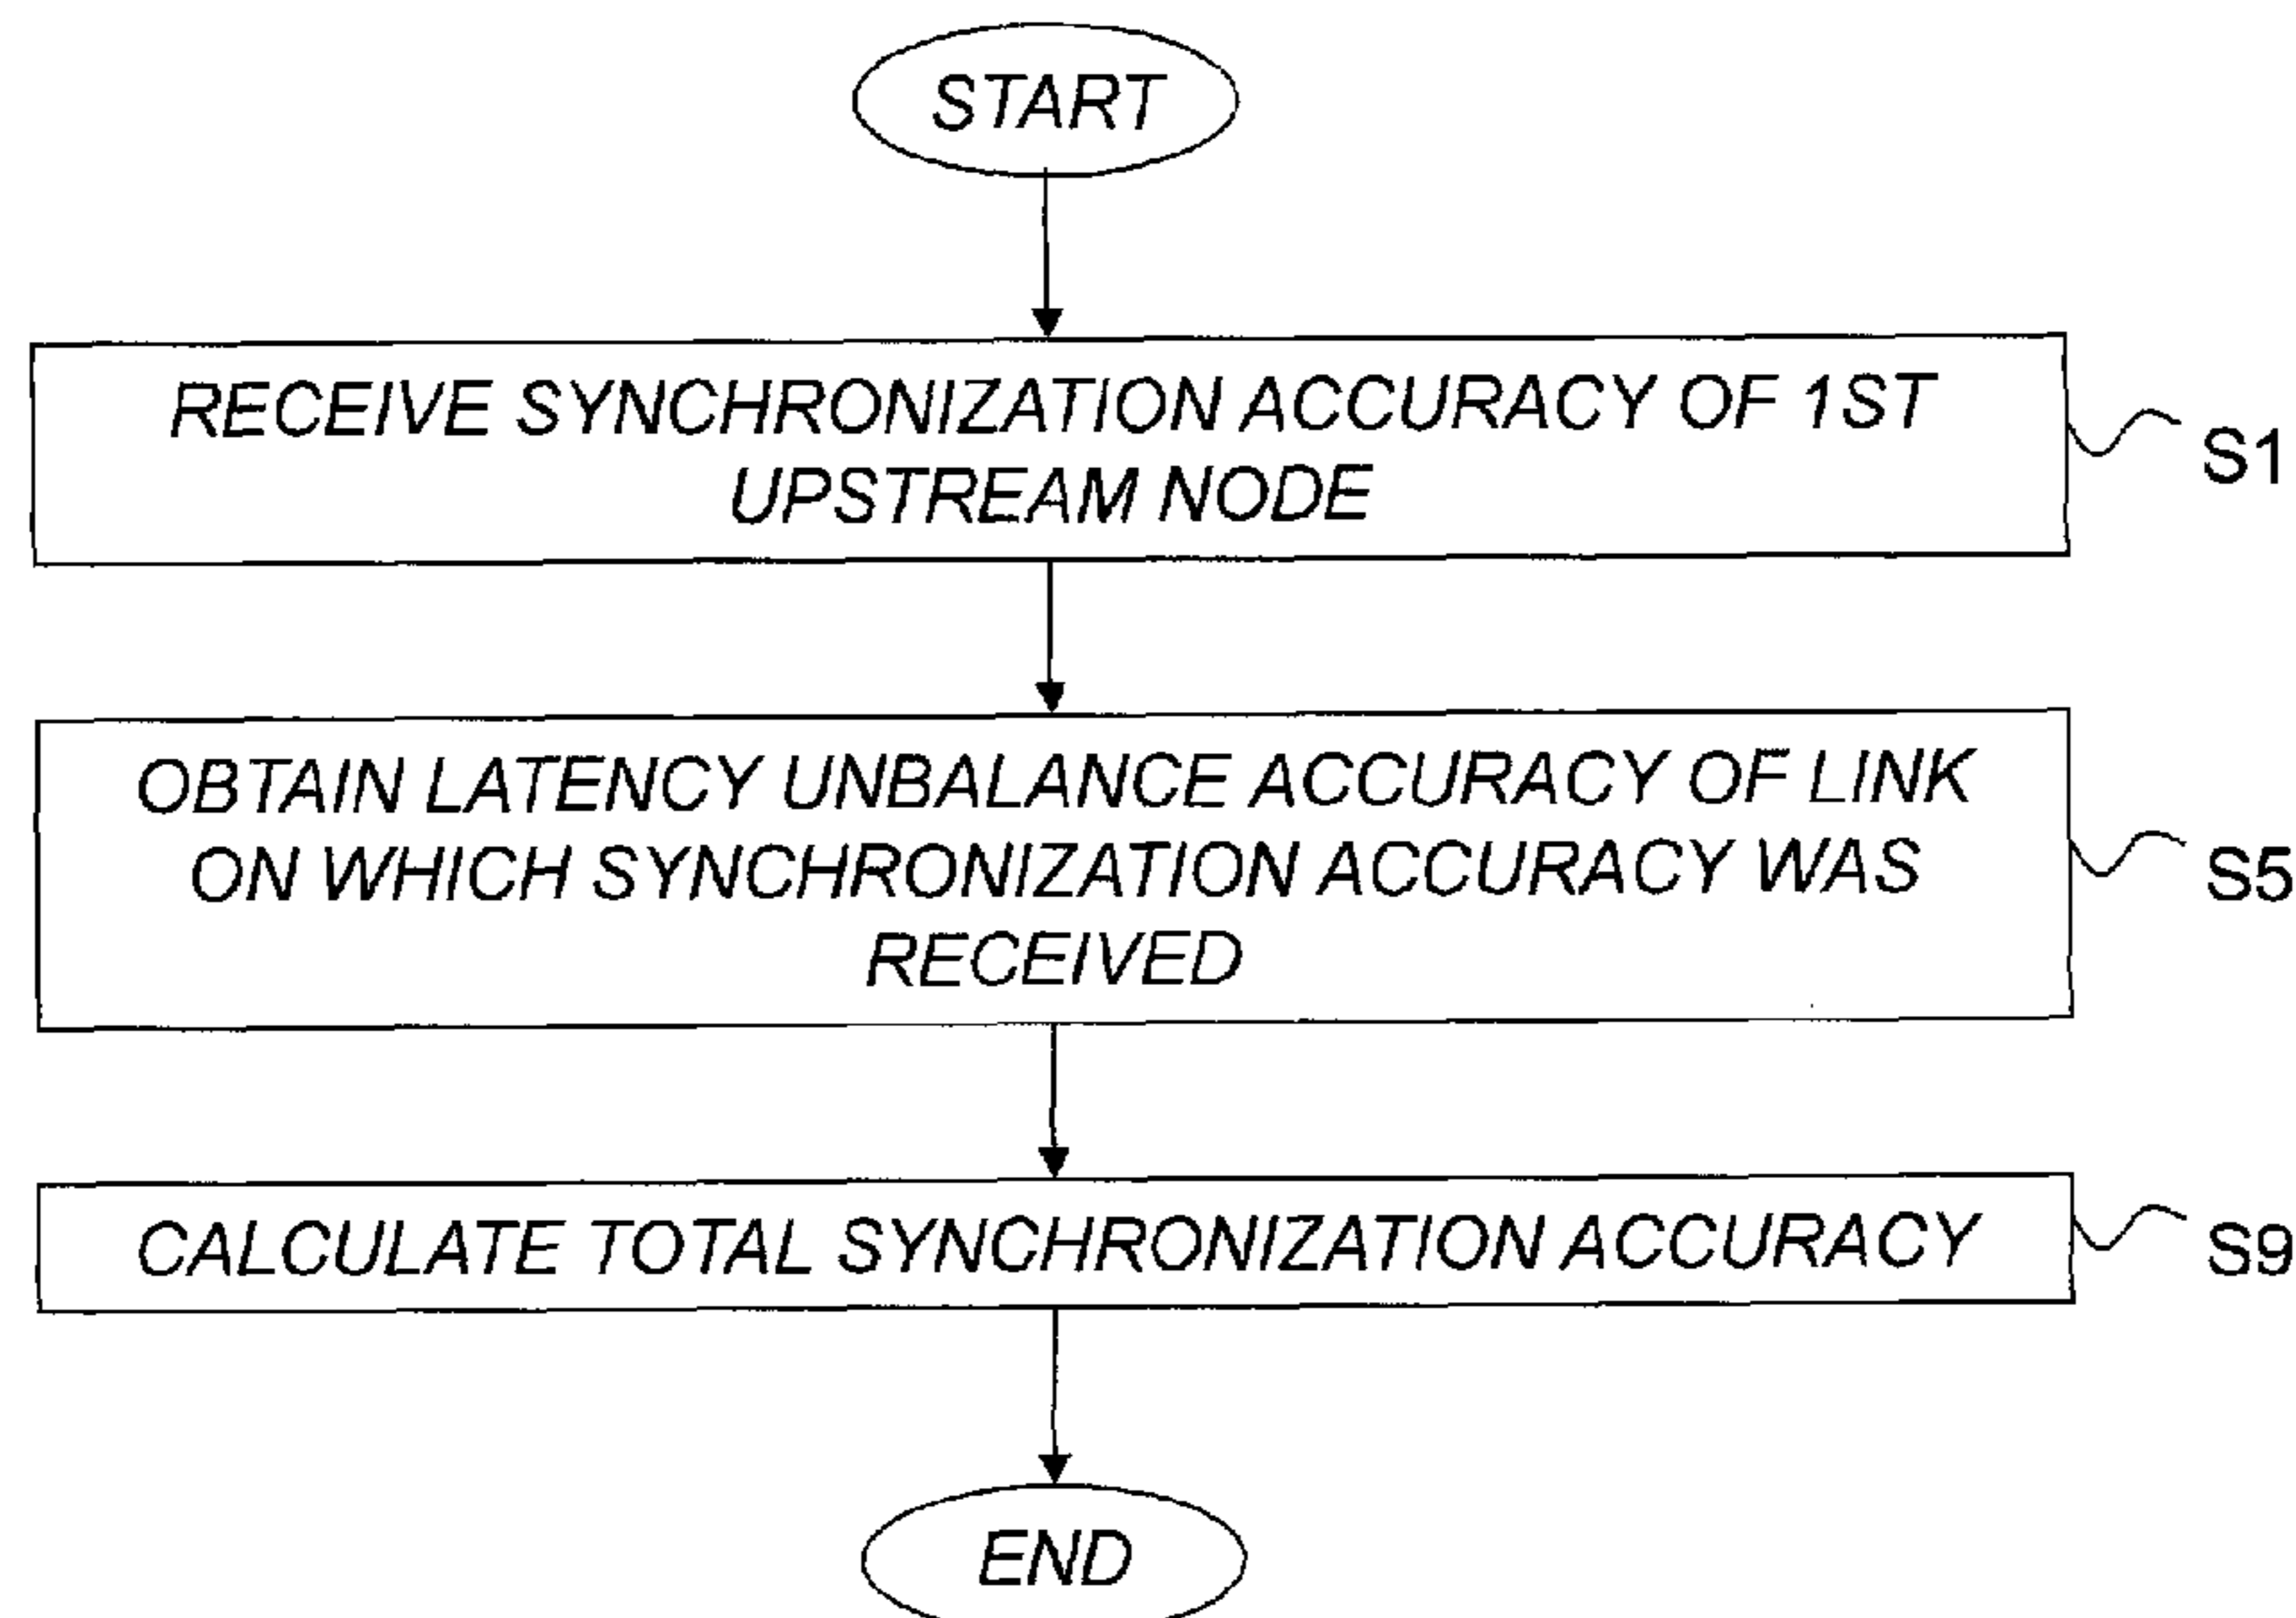 START
RECEIVE SYNCHRONIZATION ACCURACY OF 1ST
UPSTREAM NODE
S1
OBTAIN LATENCY UNBALANCE ACCURACY OF LINK
ON WHICH SYNCHRONIZATION ACCURACY WAS
RECEIVED
S5
CALCULATE TOTAL SYNCHRONIZATION ACCURACY
S9
END